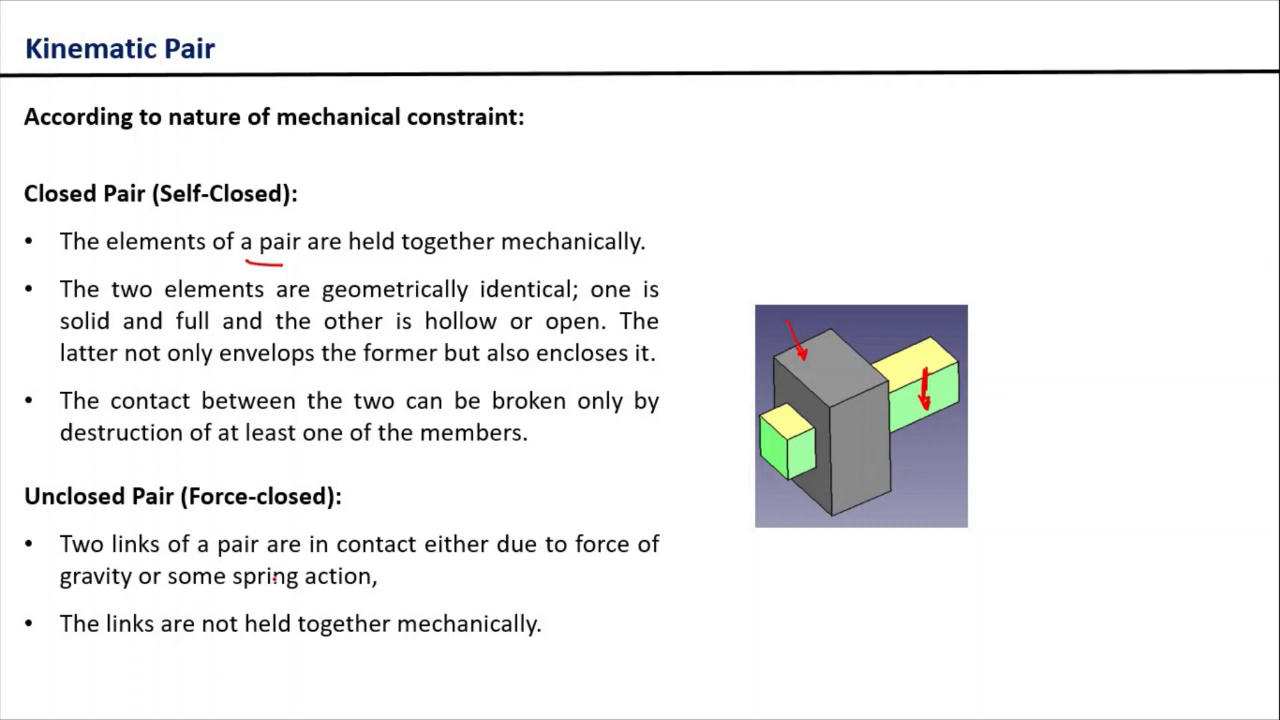 Kinematic Pair
According to nature of mechanical constraint:
Closed Pair (Self-Closed):
• The elements of a pair are held together mechanically.
• The two elements are geometrically identical; one is
solid and full and the other is hollow or open. The
latter not only envelops the former but also encloses it.
• The contact between the two can be broken only by
destruction of at least one of the members.
Unclosed Pair (Force-closed):
• Two links of a pair are in contact either due to force of
gravity or some spring action,
• The links are not held together mechanically.